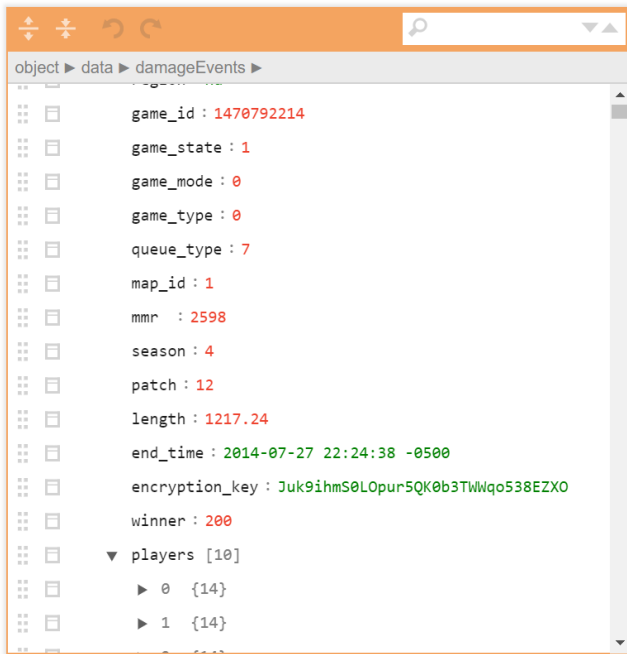 object ► data ► damageEvents ►
game_id : 1470792214
game_state : 1
game_mode : 0
game_type : 0
queue_type : 7
map_id : 1
mmr : 2598
season : 4
patch : 12
length : 1217.24
end_time : 2014-07-27 22:24:38 -0500
encryption_key : Juk9ihmS0LOpur5QK0b3TWWqo538EZXO
winner : 200
▼ players [10]
► 0 {14}
► 1 {14}